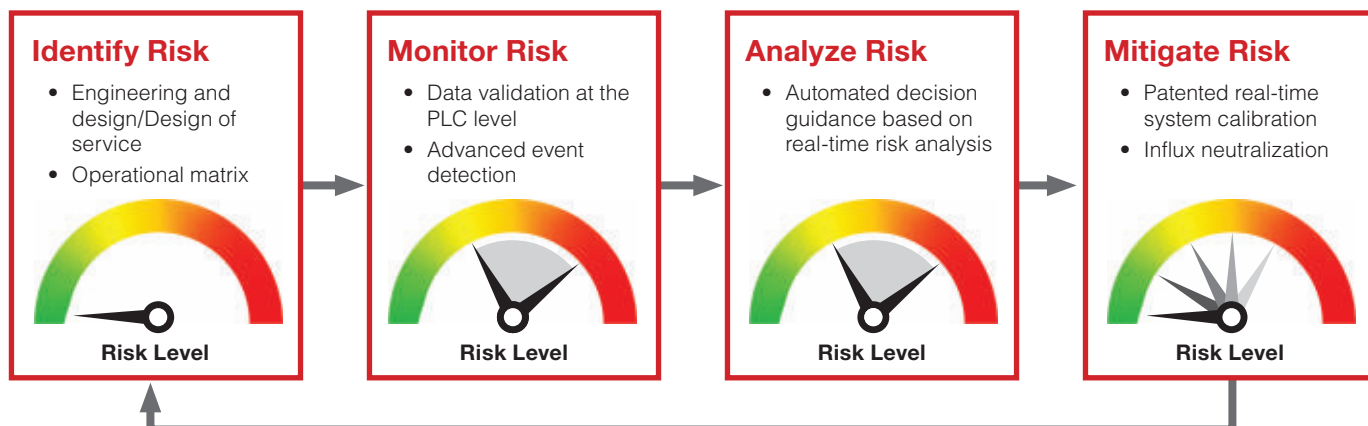 Identify Risk
• Engineering and
design/Design of
service
• Operational matrix
Risk Level
Monitor Risk
• Data validation at the
PLC level
• Advanced event
detection
Risk Level
Analyze Risk
• Automated decision
guidance based on
real-time risk analysis
Risk Level
Mitigate Risk
• Patented real-time
system calibration
• Influx neutralization
Risk Level